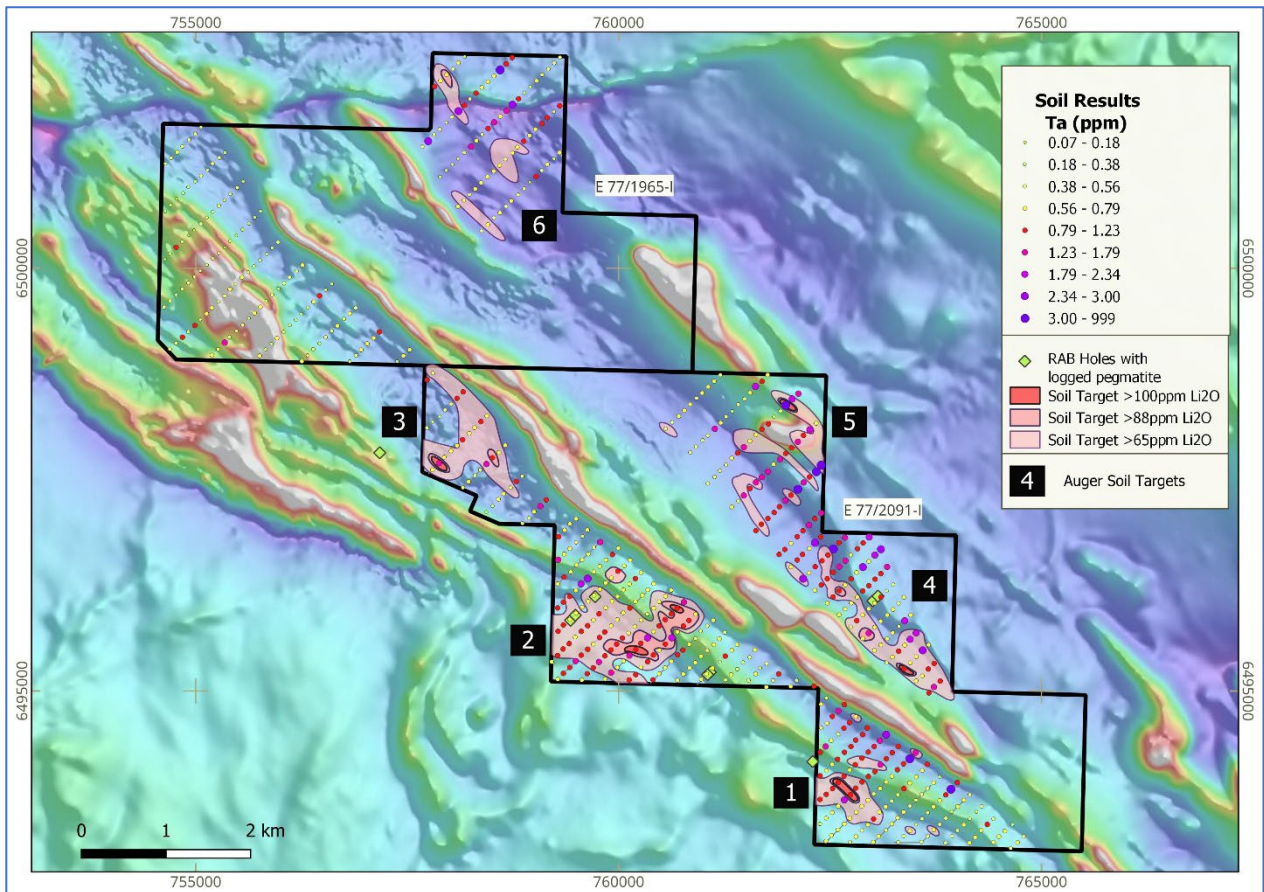 755000
760000
765000
Soil Results
Ta (ppm)
0.07 - 0.18
0.18 - 0.38
0.38 - 0.56
0.56 - 0.79
0.79 - 1.23
1.23 - 1.79
1.79 - 2.34
2.34 - 3.00
3.00 - 999
RAB Holes with
logged pegmatite
Soil Target >100ppm Li2O
Soil Target >88ppm Li2O
Soil Target >65ppm Li2O
4 Auger Soil Targets
E 77/1965-I
6
6500000
6500000
3
5
E 77/2091-I
4
2
6495000
6495000
1
0 1 2 km
755000
760000
765000